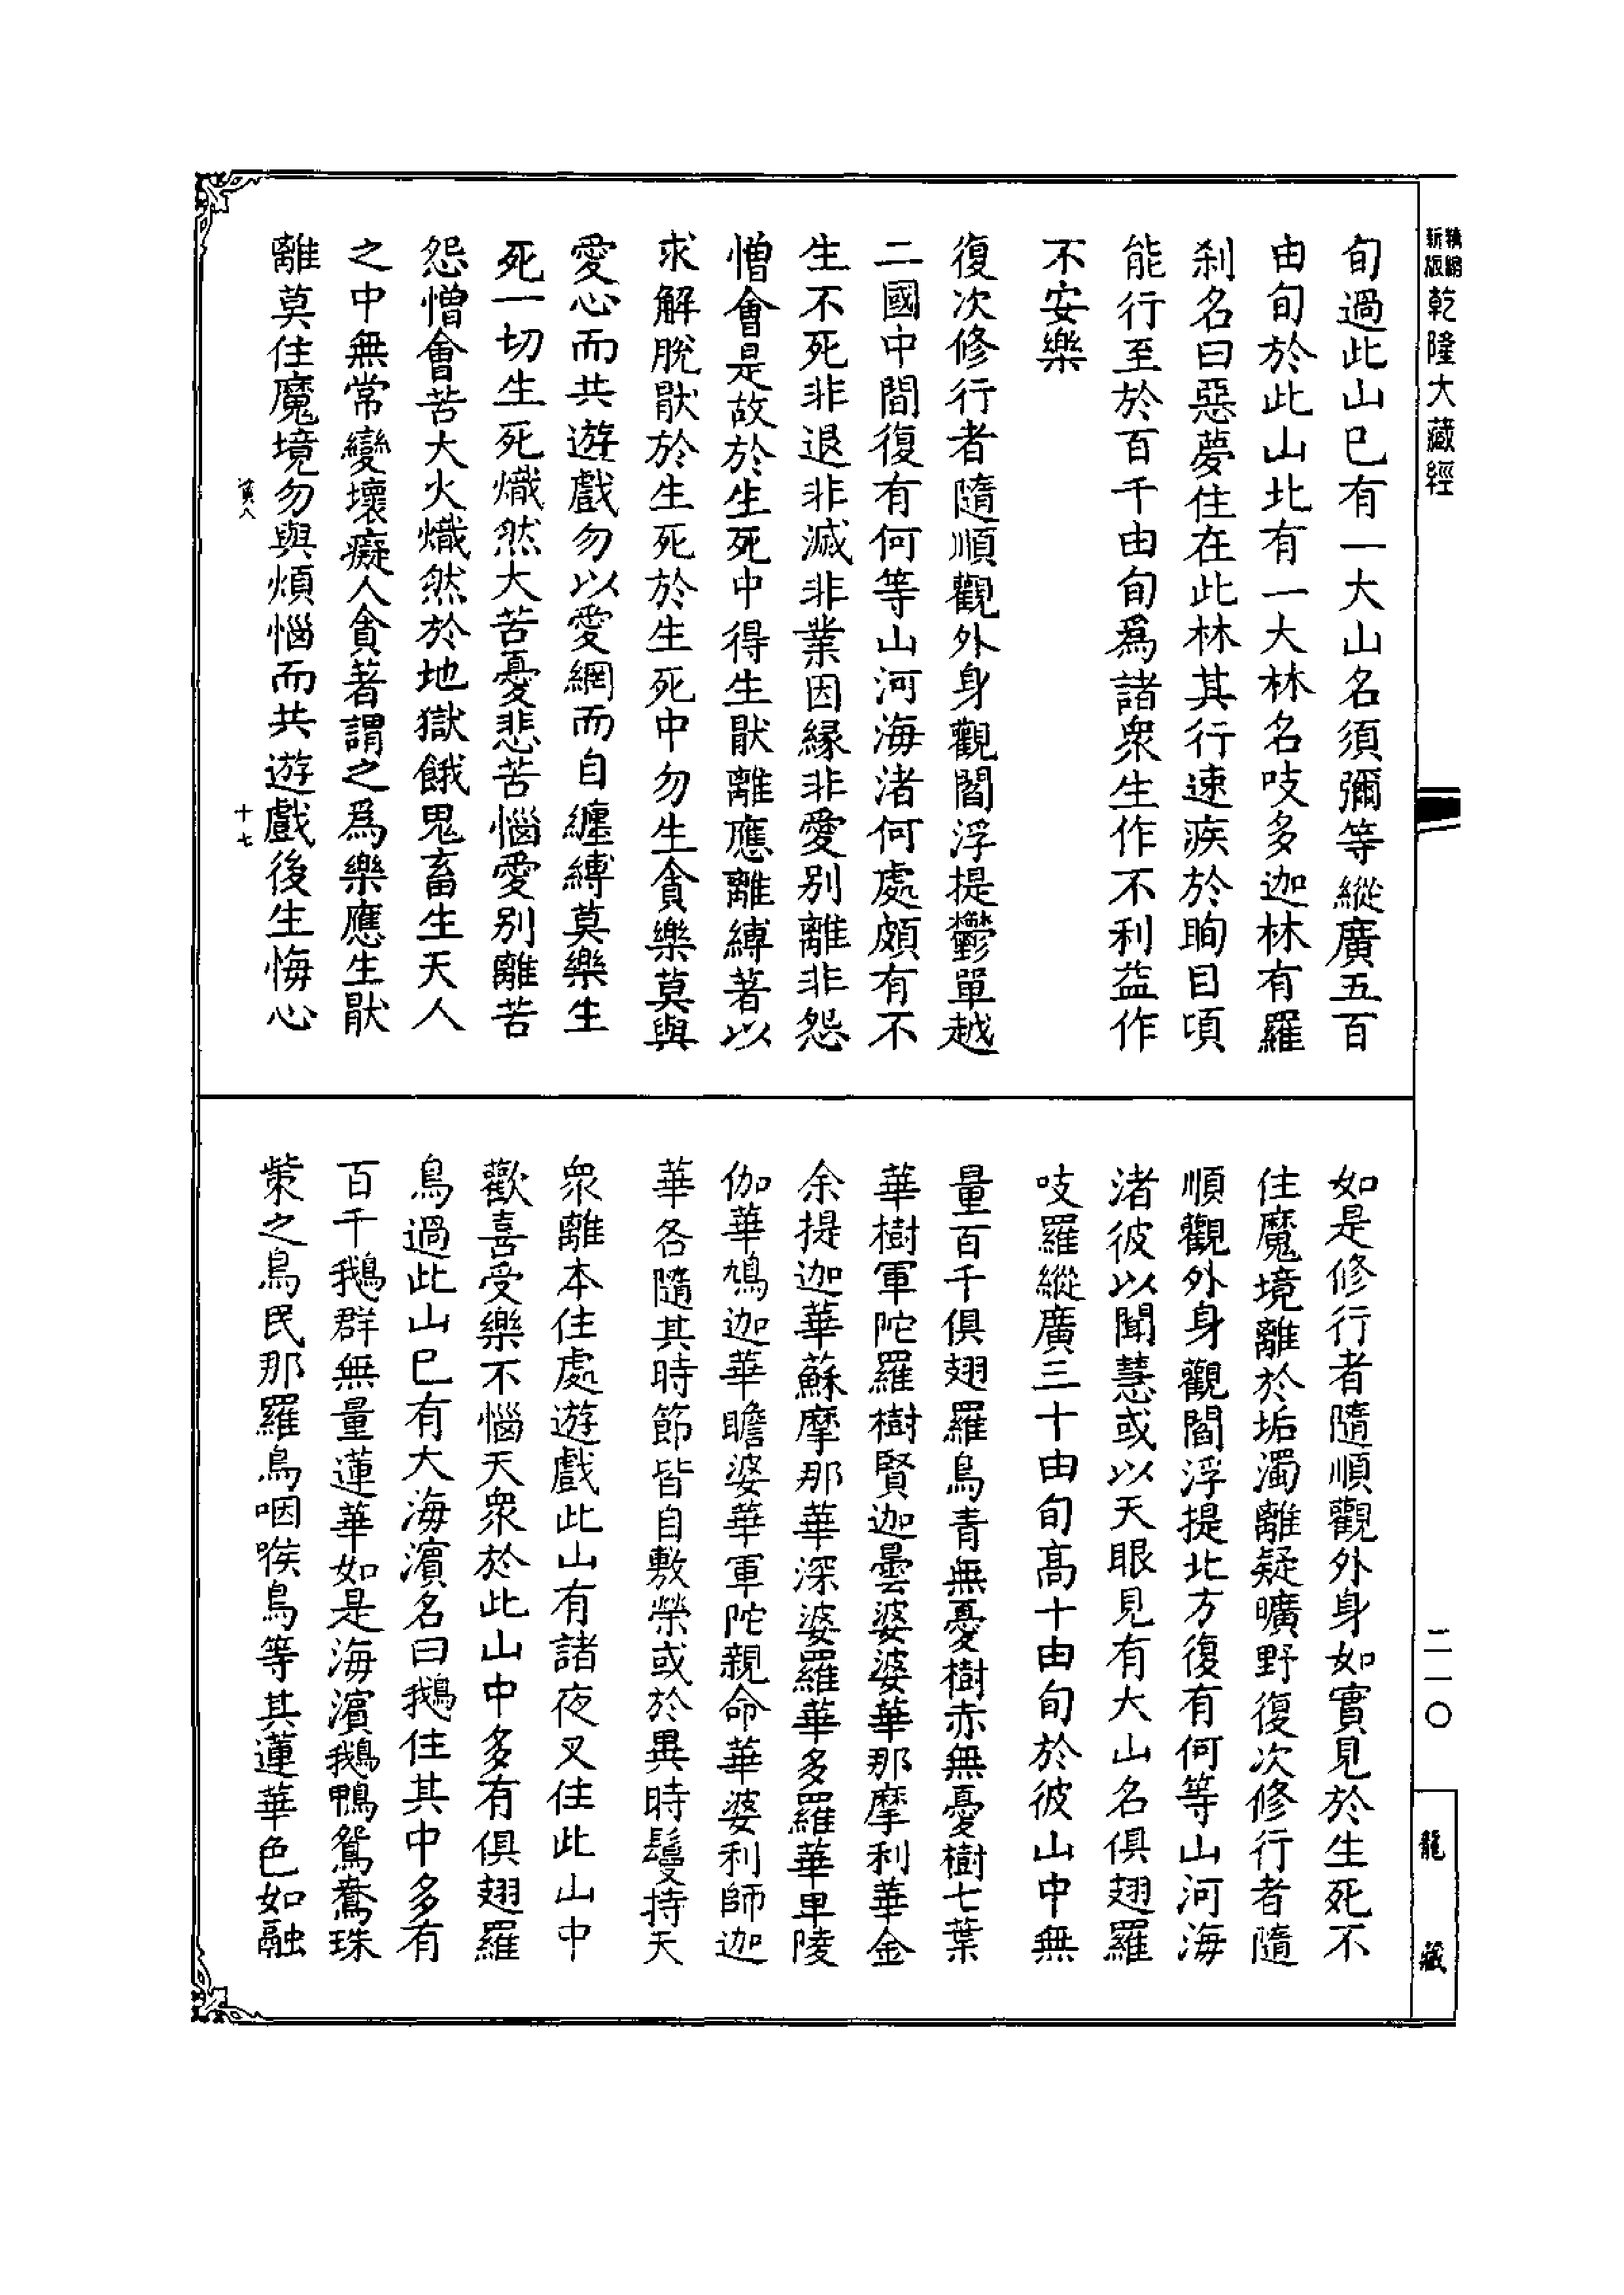 新版精縮乾隆大藏經
旬過此山巳有一大山名須彌等縱廣五百
由旬於此山北有一大林名吱多迦林有羅
刹名曰惡夢住在此林其行速疾於眴目頃
能行至於百千由旬爲諸衆生作不利益作
不安樂
復次修行者隨順觀外身觀閻浮提鬱單越
二國中間復有何等山河海渚何處頗有不
生不死非退非滅非業因縁非愛别離非怨
憎會是故於生死中得生猒離應離縛著以
求解脫猒於生死於生死中勿生貪樂莫與
愛心而共遊戲勿以愛網而自纏縛莫樂生
死一切生死熾然大苦憂悲苦惱愛别離苦
怨憎會苦大火熾然於地獄餓鬼畜生天人
之中無常變壞癡人貪著謂之爲樂應生猒
離莫住魔境勿與煩惱而共遊戲後生悔心
十七
如是修行者隨順觀外身如實見於生死不
住魔境離於垢濁離疑曠野復次修行者隨
順觀外身觀閻浮提北方復有何等山河海
渚彼以聞慧或以天眼見有大山名俱翅羅
吱羅縱廣三十由旬高十由旬於彼山中無
量百千俱翅羅鳥青無憂樹赤無憂樹七葉
華樹軍陀羅樹賢迦曇婆婆華那摩利華金
余提迦華蘇摩那華深婆羅華多羅華卑陵
伽華鳩迦華瞻婆華軍陀親命華婆利師迦
華各隨其時節皆自敷榮或於異時鬘持天
衆離本住處遊戲此山有諸夜叉住此山中
歡喜受樂不惱天衆於此山中多有俱翅羅
鳥過此山巳有大海濵名曰鵝住其中多有
百千鵝群無量蓮華如是海濵鵝鴨鴛鴦珠
榘之鳥民那羅鳥咽㗋鳥等其蓮華色如融
二一〇
龍藏